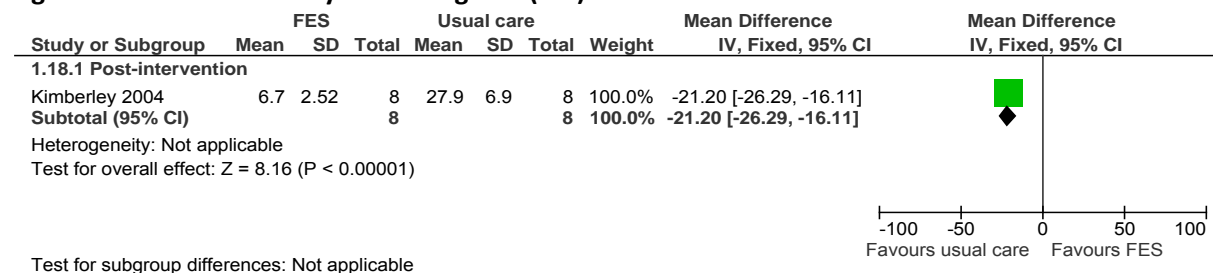 FES Usual care Mean Difference Mean Difference
Study or Subgroup Mean SD Total Mean SD Total Weight IV, Fixed, 95% CI IV, Fixed, 95% CI
1.18.1 Post-intervention
Kimberley 2004 6.7 2.52 8 27.9 6.9 8 100.0% -21.20 [-26.29, -16.11]
Subtotal (95% CI) 8 8 100.0% -21.20 [-26.29, -16.11]
Heterogeneity: Not applicable
Test for overall effect: Z = 8.16 (P < 0.00001)
-100 -50 0 50 100
Favours usual care Favours FES
Test for subgroup differences: Not applicable